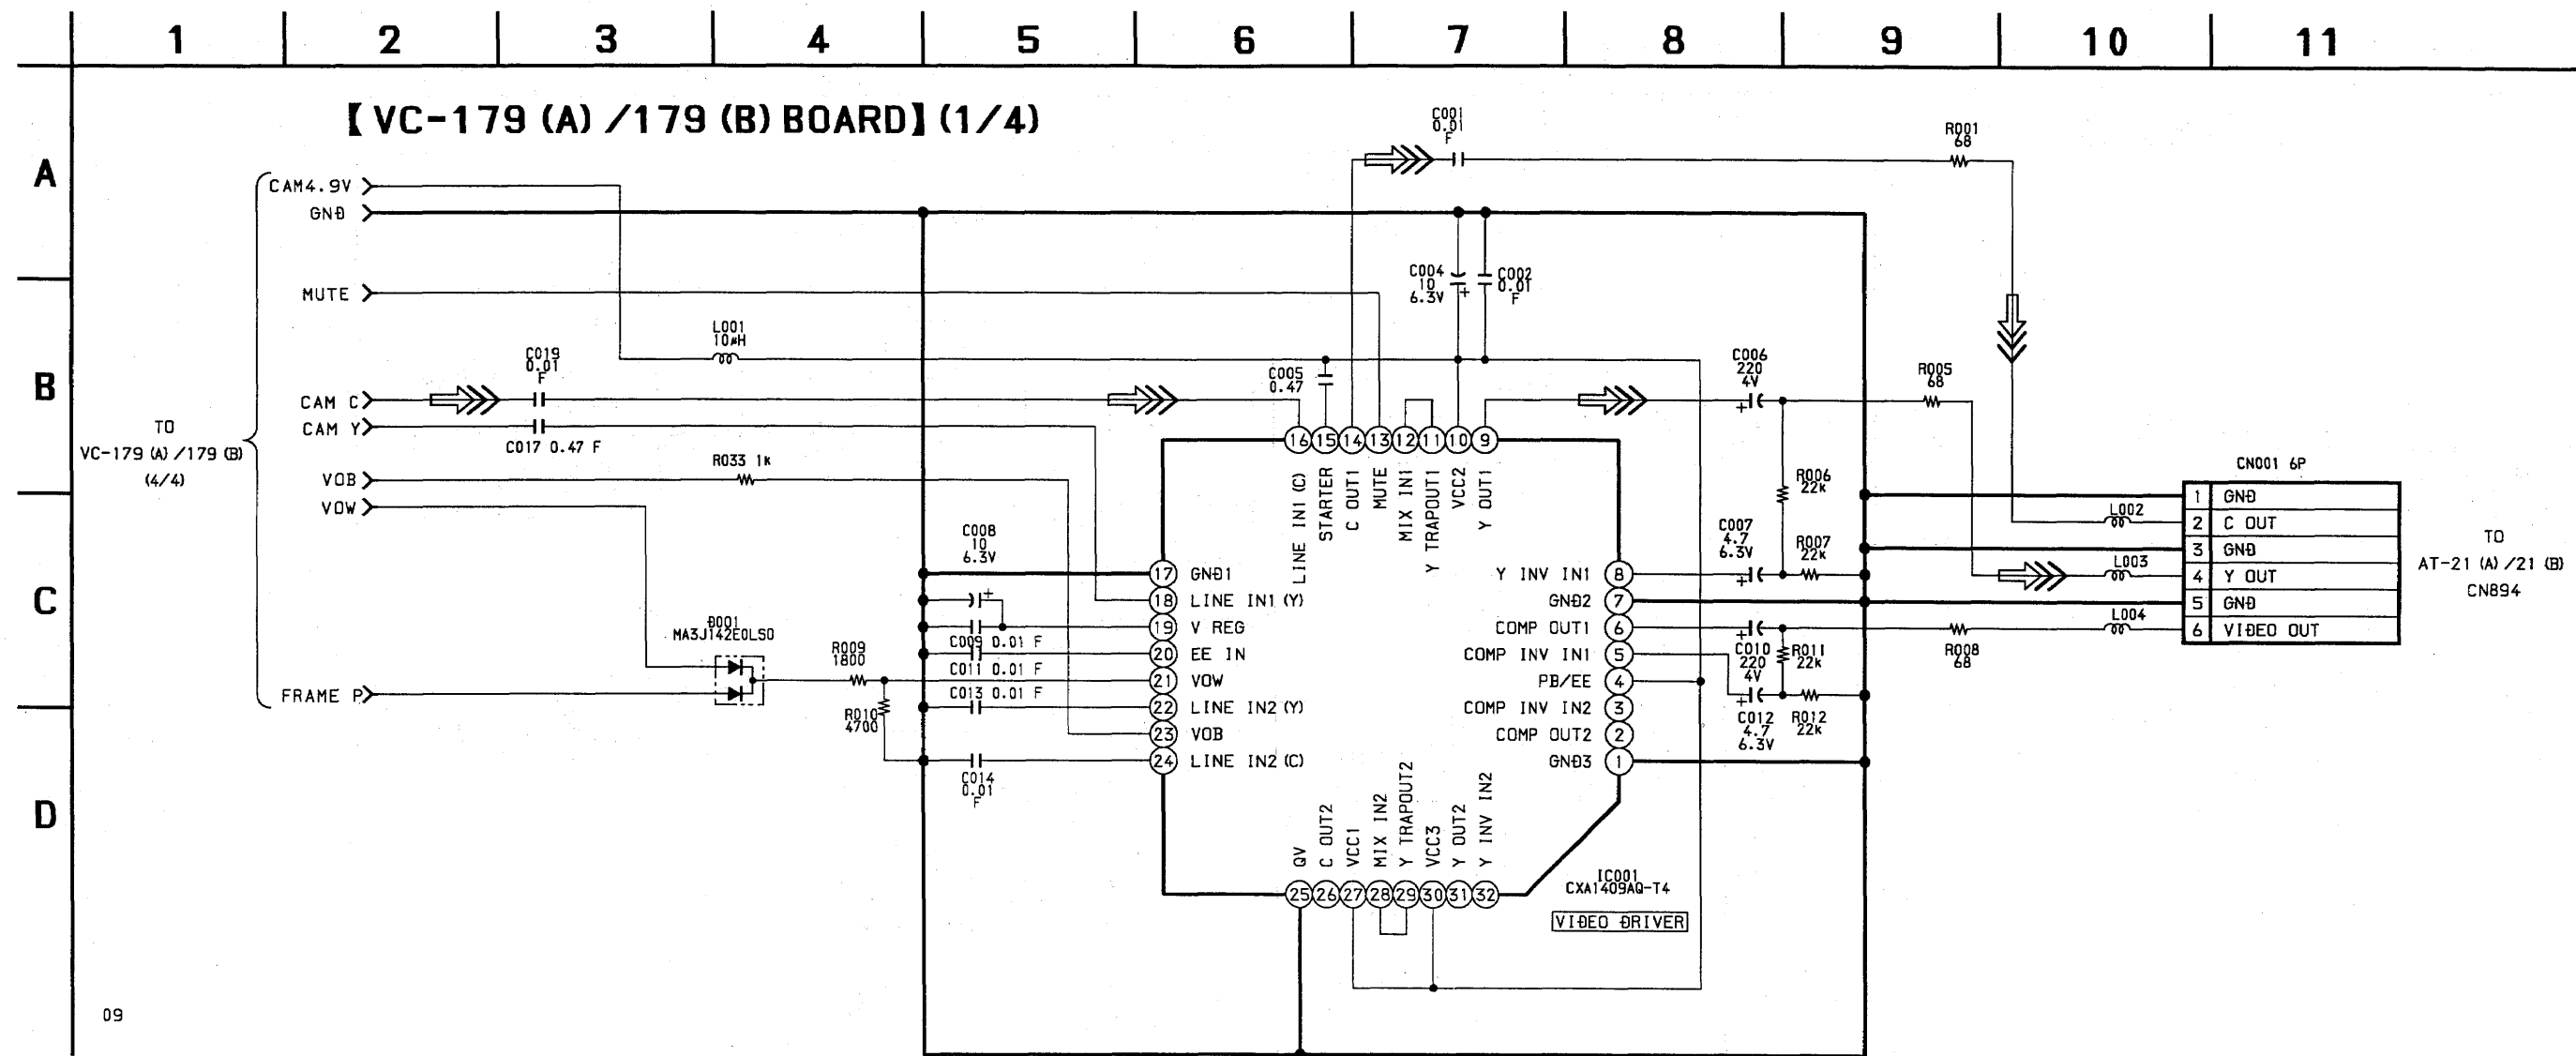 1 2 3 4 5 6 7 8 9 10 11
A
B
C
D
【VC-179 (A) /179 (B) BOARD】(1/4)
CAM4.9V
GND
MUTE
CAM C
CAM Y
VOB
VOW
FRAME P
TO
VC-179 (A) /179 (B)
(4/4)
C001
0.01
F
R001
68
C004
10
6.3V
+
C002
0.01
F
L001
10μH
C019
0.01
F
C017 0.47 F
C005
0.47
C006
220
4V
+
R005
68
R033 1k
R006
22k
C007
4.7
6.3V
+
R007
22k
C008
10
6.3V
+
C009 0.01 F
C011 0.01 F
C013 0.01 F
C014
0.01
F
D001
MA3J142E0LS0
R009
1800
R010
4700
C010
220
4V
+
R011
22k
C012
4.7
6.3V
+
R012
22k
R008
68
L002
L003
L004
16 15 14 13 12 11 10 9
LINE IN1 (C)
STARTER
C OUT1
MUTE
MIX IN1
Y TRAPOUT1
VCC2
Y OUT1
17 GND1
18 LINE IN1 (Y)
19 V REG
20 EE IN
21 VOW
22 LINE IN2 (Y)
23 VOB
24 LINE IN2 (C)
Y INV IN1 8
GND2 7
COMP OUT1 6
COMP INV IN1 5
PB/EE 4
COMP INV IN2 3
COMP OUT2 2
GND3 1
QV
C OUT2
VCC1
MIX IN2
Y TRAPOUT2
VCC3
Y OUT2
Y INV IN2
25 26 27 28 29 30 31 32
IC001
CXA1409AQ-T4
VIDEO DRIVER
CN001 6P
1 GND
2 C OUT
3 GND
4 Y OUT
5 GND
6 VIDEO OUT
TO
AT-21 (A) /21 (B)
CN894
09